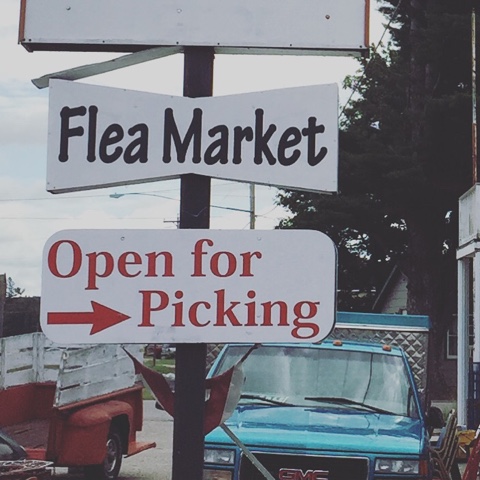 Flea Market
Open for
Picking
GMC